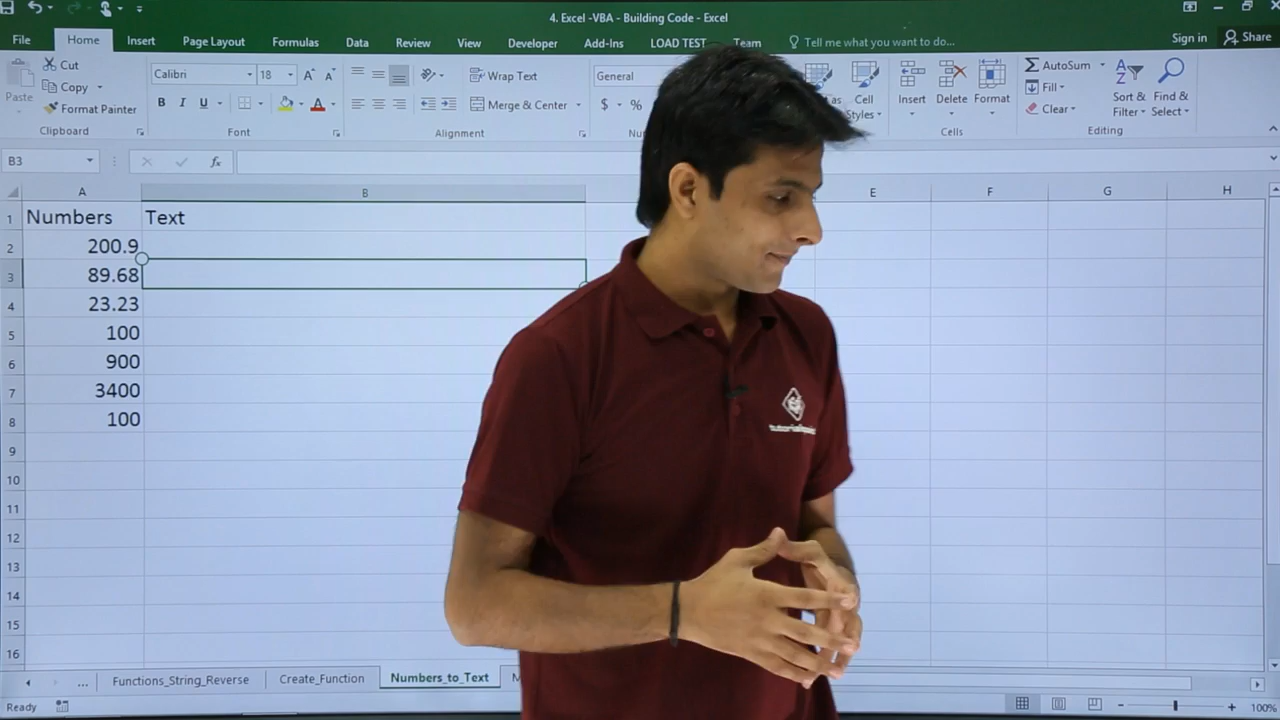 4. Excel -VBA - Building Code - Excel
File Home Insert Page Layout Formulas Data Review View Developer Add-Ins LOAD TEST Team Tell me what you want to do... Sign in Share
Paste Cut Copy Format Painter
Clipboard
Calibri 18
B I U
Font
Wrap Text
Merge & Center
Alignment
General
$ %
Cell Styles
Insert Delete Format
Cells
AutoSum
Fill
Clear
Sort & Filter
Find & Select
Editing
B3 fx
A B E F G H
1 Numbers Text
2 200.9
3 89.68
4 23.23
5 100
6 900
7 3400
8 100
9
10
11
12
13
14
15
16
... Functions_String_Reverse Create_Function Numbers_to_Text
Ready 100%